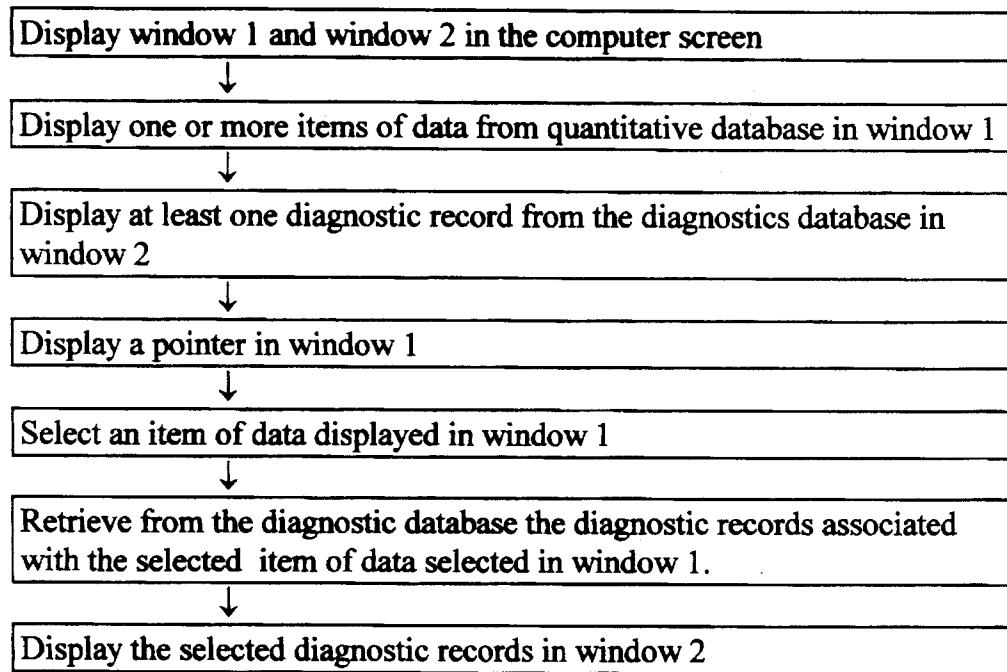 Display window 1 and window 2 in the computer screen
Display one or more items of data from quantitative database in window 1
Display at least one diagnostic record from the diagnostics database in
window 2
Display a pointer in window 1
Select an item of data displayed in window 1
Retrieve from the diagnostic database the diagnostic records associated
with the selected item of data selected in window 1.
Display the selected diagnostic records in window 2